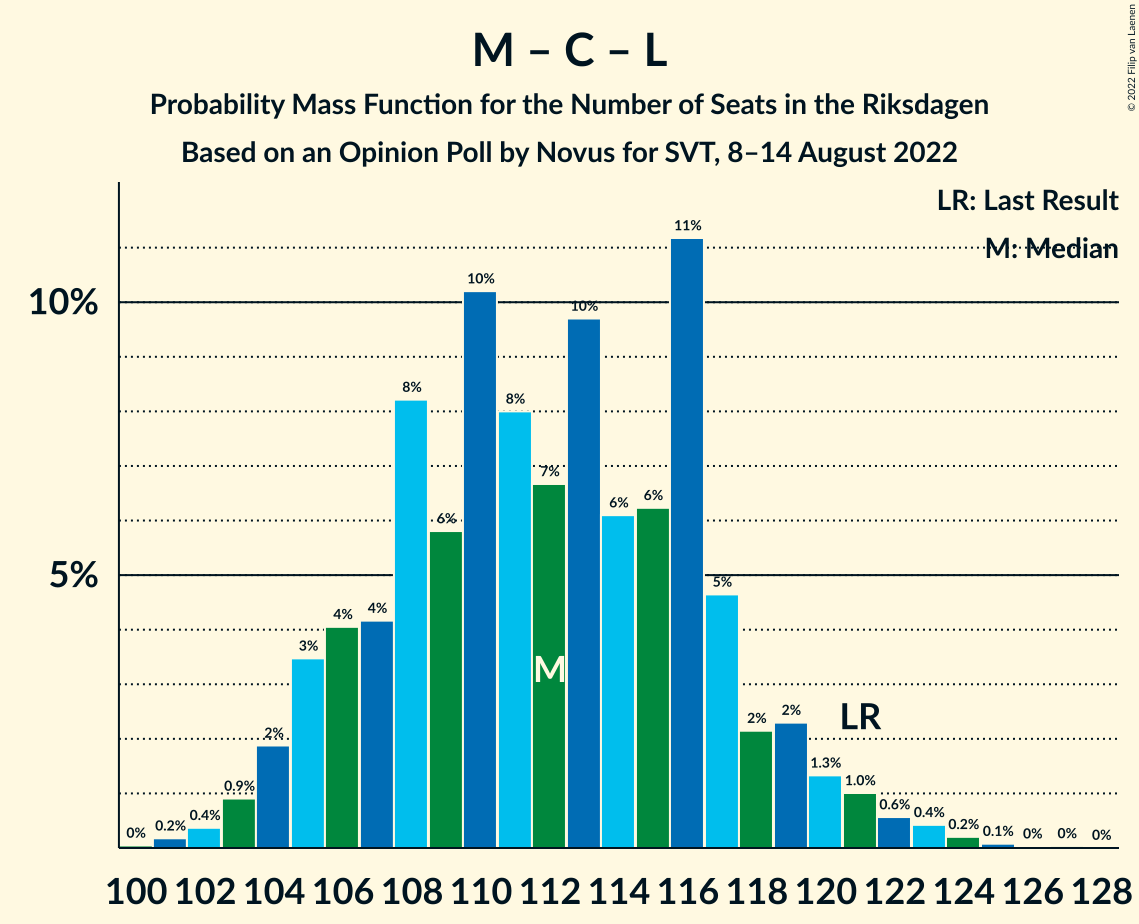 M – C – L
Probability Mass Function for the Number of Seats in the Riksdagen
Based on an Opinion Poll by Novus for SVT, 8–14 August 2022
© 2022 Filip van Laenen
LR: Last Result
M: Median
10%
5%
0% 0.2% 0.4% 0.9% 2% 3% 4% 4% 8% 6% 10% 8% 7% 10% 6% 6% 11% 5% 2% 2% 1.3% 1.0% 0.6% 0.4% 0.2% 0.1% 0% 0% 0%
M
LR
100 102 104 106 108 110 112 114 116 118 120 122 124 126 128